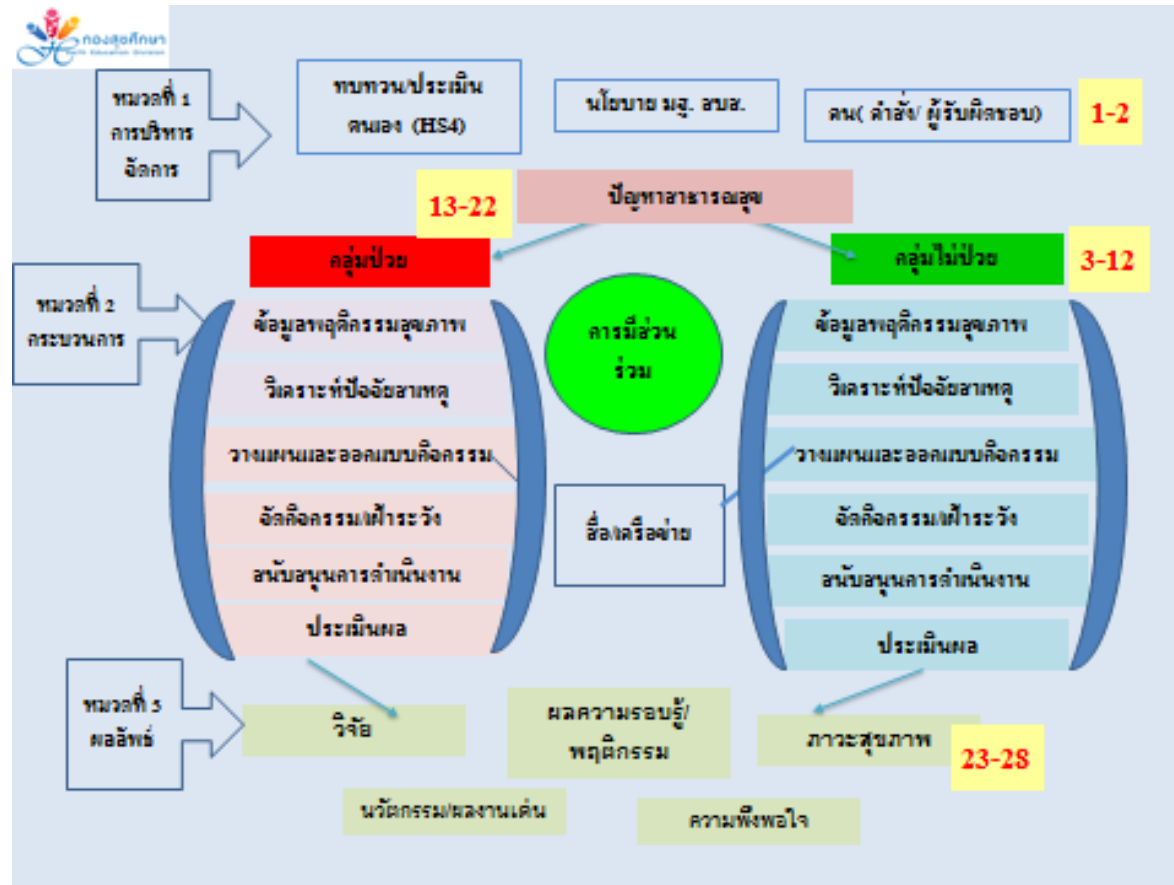 กองสุขศึกษา
Health Education Division
หมวดที่ 1
การบริหาร
จัดการ
ทบทวน/ประเมิน
ตนเอง (HS4)
นโยบาย มฐ. สบส.
คน( คำสั่ง/ ผู้รับผิดชอบ)
1-2
13-22
ปัญหาสาธารณสุข
กลุ่มป่วย
กลุ่มไม่ป่วย
3-12
หมวดที่ 2
กระบวนการ
ข้อมูลพฤติกรรมสุขภาพ
วิเคราะห์ปัจจัยสาเหตุ
วางแผนและออกแบบกิจกรรม
จัดกิจกรรม/เฝ้าระวัง
สนับสนุนการดำเนินงาน
ประเมินผล
การมีส่วน
ร่วม
สื่อ/เครือข่าย
ข้อมูลพฤติกรรมสุขภาพ
วิเคราะห์ปัจจัยสาเหตุ
วางแผนและออกแบบกิจกรรม
จัดกิจกรรม/เฝ้าระวัง
สนับสนุนการดำเนินงาน
ประเมินผล
หมวดที่ 3
ผลลัพธ์
วิจัย
ผลความรอบรู้/
พฤติกรรม
ภาวะสุขภาพ
23-28
นวัตกรรม/ผลงานเด่น
ความพึงพอใจ